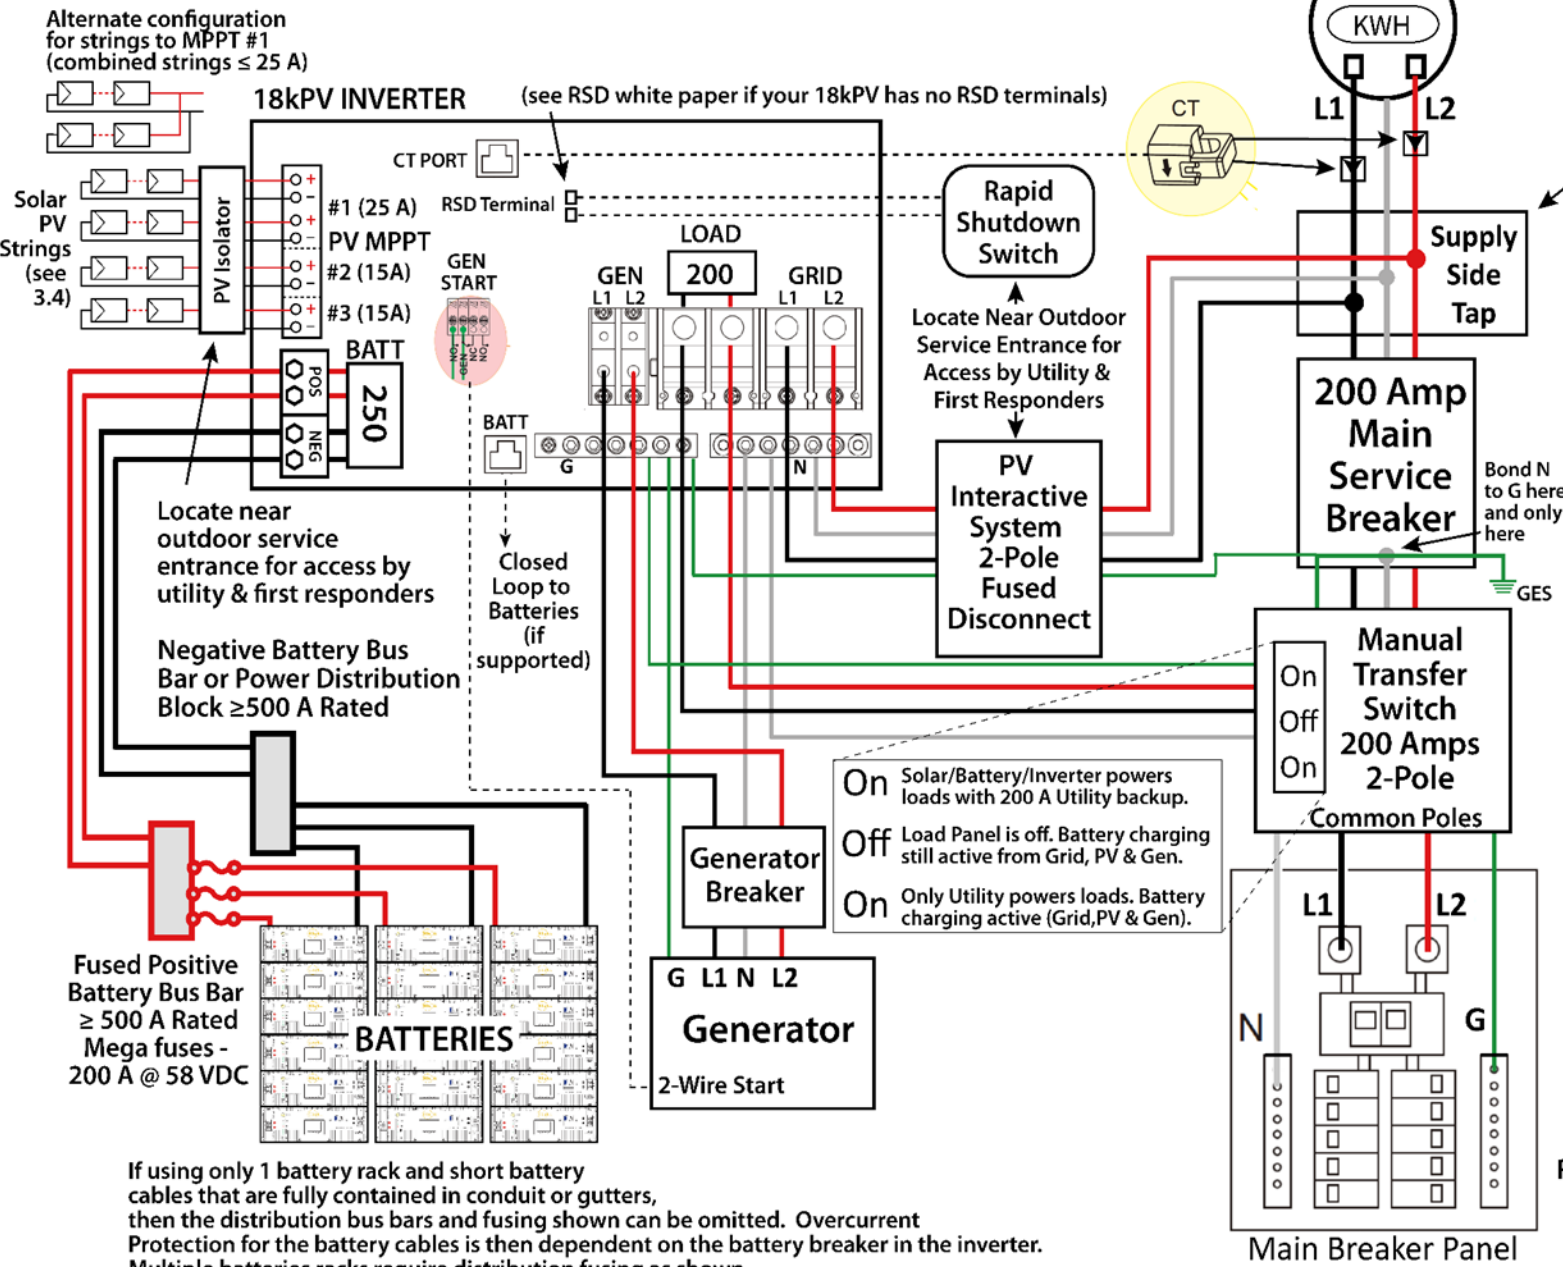 Alternate configuration
for strings to MPPT #1
(combined strings ≤ 25 A)
18kPV INVERTER
(see RSD white paper if your 18kPV has no RSD terminals)
KWH
L1
L2
CT
CT PORT
RSD Terminal
Rapid
Shutdown
Switch
Solar
PV
Strings
(see
3.4)
PV Isolator
+
−
+
−
+
−
+
−
#1 (25 A)
PV MPPT
#2 (15A)
#3 (15A)
GEN
START
NO
GEN
NC
NO
LOAD
200
GEN
L1 L2
GRID
L1 L2
Supply
Side
Tap
Locate Near Outdoor
Service Entrance for
Access by Utility &
First Responders
BATT
POS
NEG
250
BATT
G
N
PV
Interactive
System
2-Pole
Fused
Disconnect
200 Amp
Main
Service
Breaker
Bond N
to G here
and only
here
GES
Locate near
outdoor service
entrance for access by
utility & first responders
Closed
Loop to
Batteries
(if
supported)
Negative Battery Bus
Bar or Power Distribution
Block ≥500 A Rated
On
Off
On
Manual
Transfer
Switch
200 Amps
2-Pole
Common Poles
On Solar/Battery/Inverter powers
loads with 200 A Utility backup.
Off Load Panel is off. Battery charging
still active from Grid, PV & Gen.
On Only Utility powers loads. Battery
charging active (Grid,PV & Gen).
Generator
Breaker
G L1 N L2
Generator
2-Wire Start
L1
L2
N
G
Fused Positive
Battery Bus Bar
≥ 500 A Rated
Mega fuses -
200 A @ 58 VDC
BATTERIES
If using only 1 battery rack and short battery
cables that are fully contained in conduit or gutters,
then the distribution bus bars and fusing shown can be omitted. Overcurrent
Protection for the battery cables is then dependent on the battery breaker in the inverter.
Multiple batteries racks require distribution fusing as shown
Main Breaker Panel